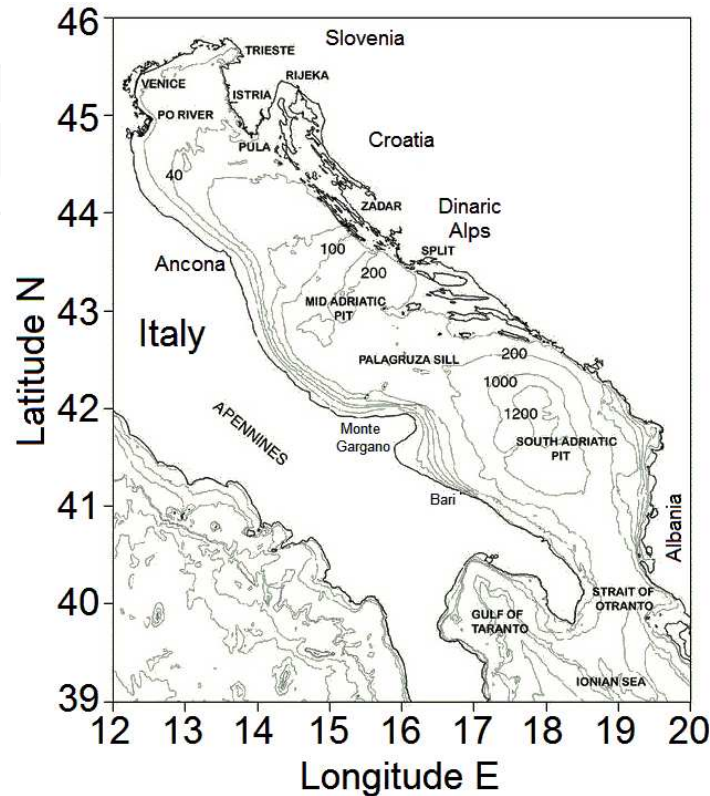 46
45
44
43
42
41
40
39
Latitude N
Slovenia
TRIESTE
VENICE
RIJEKA
ISTRIA
PO RIVER
Croatia
PULA
40
ZADAR
Dinaric
Alps
100
SPLIT
Ancona
200
MID ADRIATIC
PIT
Italy
PALAGRUZA SILL
200
1000
1200
APENNINES
Monte
Gargano
SOUTH ADRIATIC
PIT
Bari
Albania
STRAIT OF
OTRANTO
GULF OF
TARANTO
IONIAN SEA
12 13 14 15 16 17 18 19 20
Longitude E